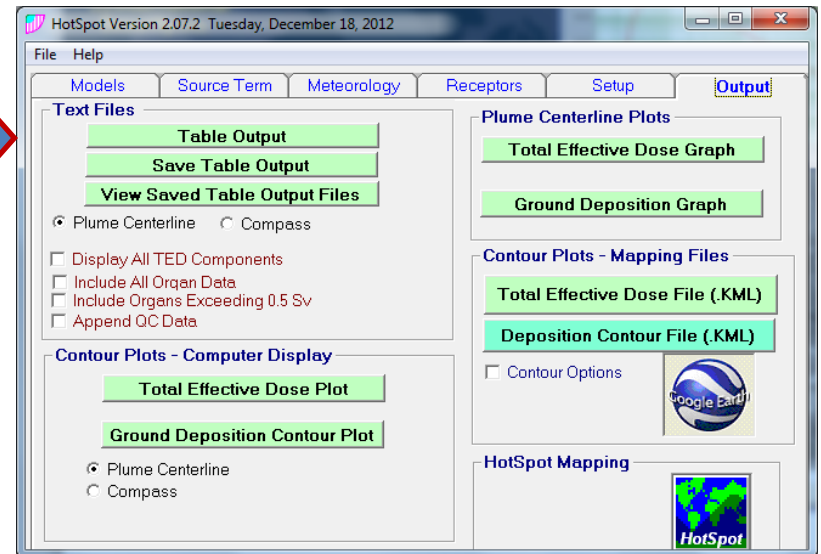 HotSpot Version 2.07.2 Tuesday, December 18, 2012
File Help
Models Source Term Meteorology Receptors Setup Output
Text Files
Table Output
Save Table Output
View Saved Table Output Files
Plume Centerline Compass
Display All TED Components
Include All Organ Data
Include Organs Exceeding 0.5 Sv
Append QC Data
Contour Plots - Computer Display
Total Effective Dose Plot
Ground Deposition Contour Plot
Plume Centerline
Compass
Plume Centerline Plots
Total Effective Dose Graph
Ground Deposition Graph
Contour Plots - Mapping Files
Total Effective Dose File (.KML)
Deposition Contour File (.KML)
Contour Options
Google Earth
HotSpot Mapping
HotSpot